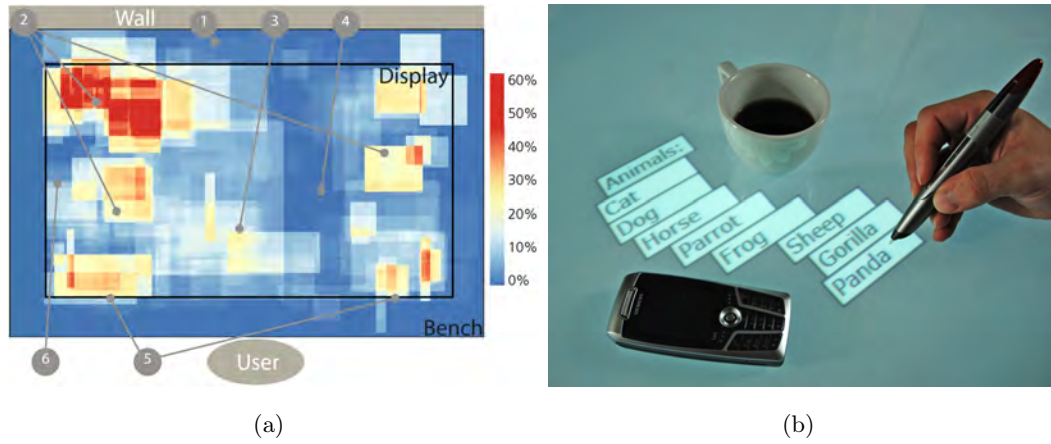 Wall
1
2
3
4
Display
60%
50%
40%
30%
20%
10%
0%
Bench
6
5
User
Animals:
Cat
Dog
Horse
Parrot
Frog
Sheep
Gorilla
Panda
(a)
(b)